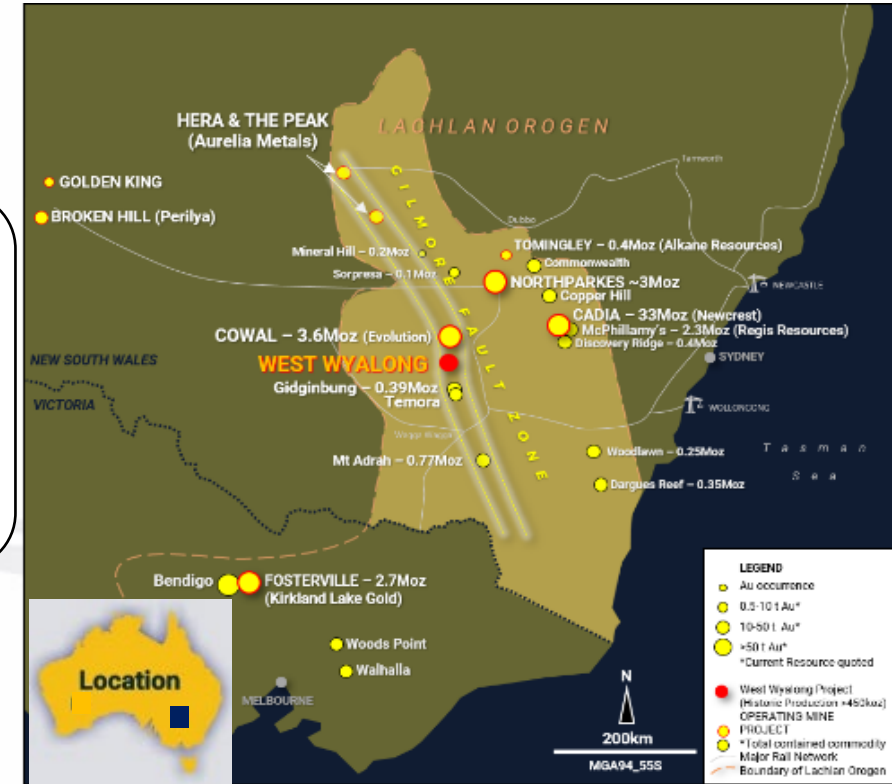 HERA & THE PEAK
(Aurelia Metals)
LACHLAN OROGEN
GOLDEN KING
BROKEN HILL (Perilya)
GILMORE FAULT ZONE
Tamworth
Dubbo
Mineral Hill – 0.2Moz
Sorpresa – 0.1Moz
TOMINGLEY – 0.4Moz (Alkane Resources)
Commonwealth
NORTHPARKES ~3Moz
Copper Hill
NEWCASTLE
CADIA – 33Moz (Newcrest)
McPhillamy's – 2.3Moz (Regis Resources)
Discovery Ridge – 0.4Moz
COWAL – 3.6Moz (Evolution)
WEST WYALONG
SYDNEY
NEW SOUTH WALES
VICTORIA
Gidginbung – 0.39Moz
Temora
WOLLONGONG
Wagga Wagga
Mt Adrah – 0.77Moz
Woodlawn – 0.25Moz
Dargues Reef – 0.35Moz
Tasman
Sea
Bendigo
FOSTERVILLE – 2.7Moz
(Kirkland Lake Gold)
Woods Point
Walhalla
MELBOURNE
Location
N
200km
MGA94_55S
LEGEND
Au occurrence
0.5-10 t Au*
10-50 t Au*
>50 t Au*
*Current Resource quoted
West Wyalong Project
(Historic Production >450koz)
OPERATING MINE
PROJECT
*Total contained commodity
Major Rail Network
Boundary of Lachlan Orogen